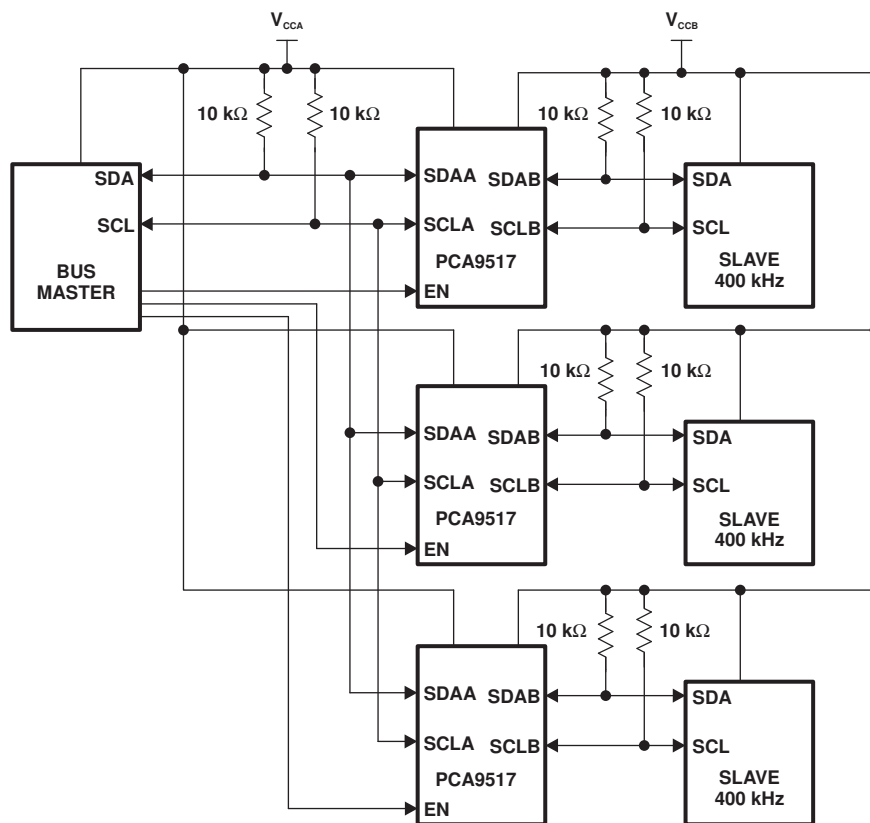 VCCA
VCCB
10 kΩ 10 kΩ 10 kΩ 10 kΩ
SDA
SCL
BUS
MASTER
SDAA SDAB
SCLA SCLB
PCA9517
EN
SDA
SCL
SLAVE
400 kHz
10 kΩ 10 kΩ
SDAA SDAB
SCLA SCLB
PCA9517
EN
SDA
SCL
SLAVE
400 kHz
10 kΩ 10 kΩ
SDAA SDAB
SCLA SCLB
PCA9517
EN
SDA
SCL
SLAVE
400 kHz